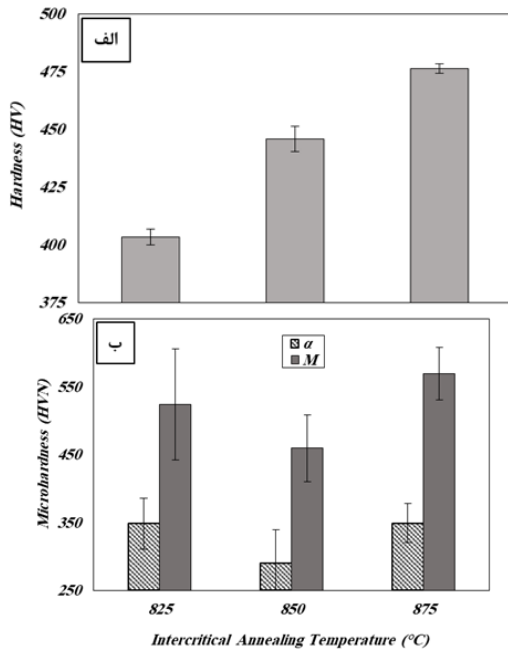 500
الف
475
450
425
400
375
Hardness (HV)
650
ب
α
M
550
450
350
250
Microhardness (HVN)
825 850 875
Intercritical Annealing Temperature (°C)